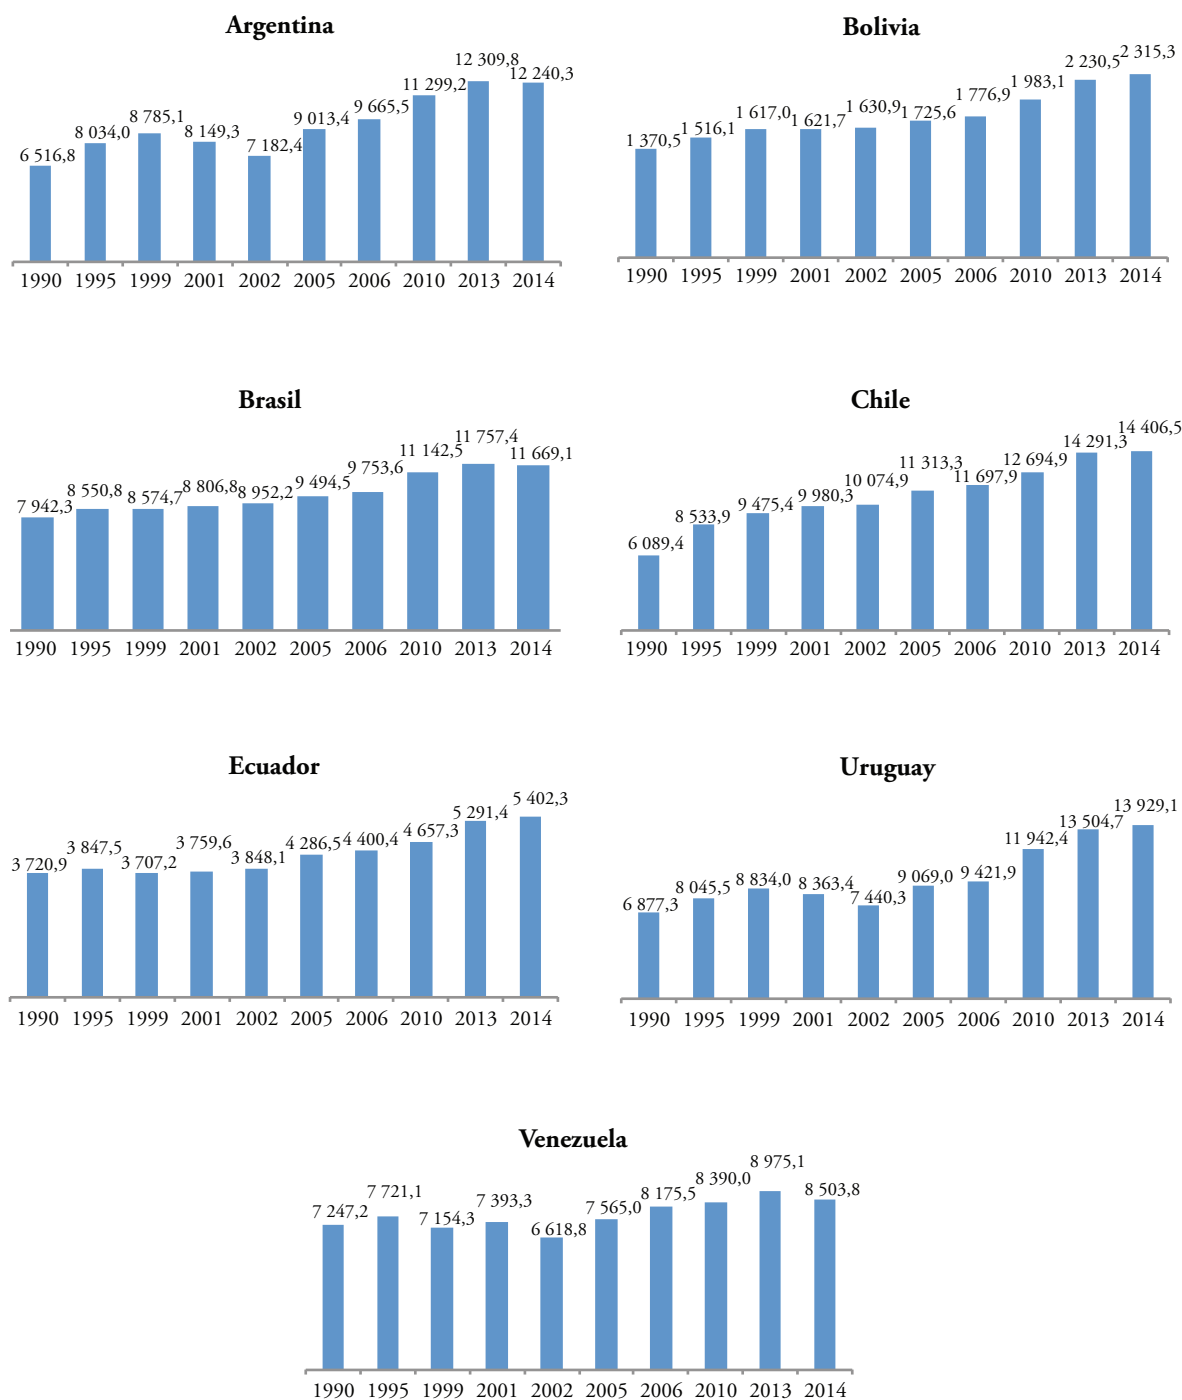 Argentina
6 516,8 8 034,0 8 785,1 8 149,3 7 182,4 9 013,4 9 665,5 11 299,2 12 309,8 12 240,3
1990 1995 1999 2001 2002 2005 2006 2010 2013 2014
Bolivia
1 370,5 1 516,1 1 617,0 1 621,7 1 630,9 1 725,6 1 776,9 1 983,1 2 230,5 2 315,3
1990 1995 1999 2001 2002 2005 2006 2010 2013 2014
Brasil
7 942,3 8 550,8 8 574,7 8 806,8 8 952,2 9 494,5 9 753,6 11 142,5 11 757,4 11 669,1
1990 1995 1999 2001 2002 2005 2006 2010 2013 2014
Chile
6 089,4 8 533,9 9 475,4 9 980,3 10 074,9 11 313,3 11 697,9 12 694,9 14 291,3 14 406,5
1990 1995 1999 2001 2002 2005 2006 2010 2013 2014
Ecuador
3 720,9 3 847,5 3 707,2 3 759,6 3 848,1 4 286,5 4 400,4 4 657,3 5 291,4 5 402,3
1990 1995 1999 2001 2002 2005 2006 2010 2013 2014
Uruguay
6 877,3 8 045,5 8 834,0 8 363,4 7 440,3 9 069,0 9 421,9 11 942,4 13 504,7 13 929,1
1990 1995 1999 2001 2002 2005 2006 2010 2013 2014
Venezuela
7 247,2 7 721,1 7 154,3 7 393,3 6 618,8 7 565,0 8 175,5 8 390,0 8 975,1 8 503,8
1990 1995 1999 2001 2002 2005 2006 2010 2013 2014